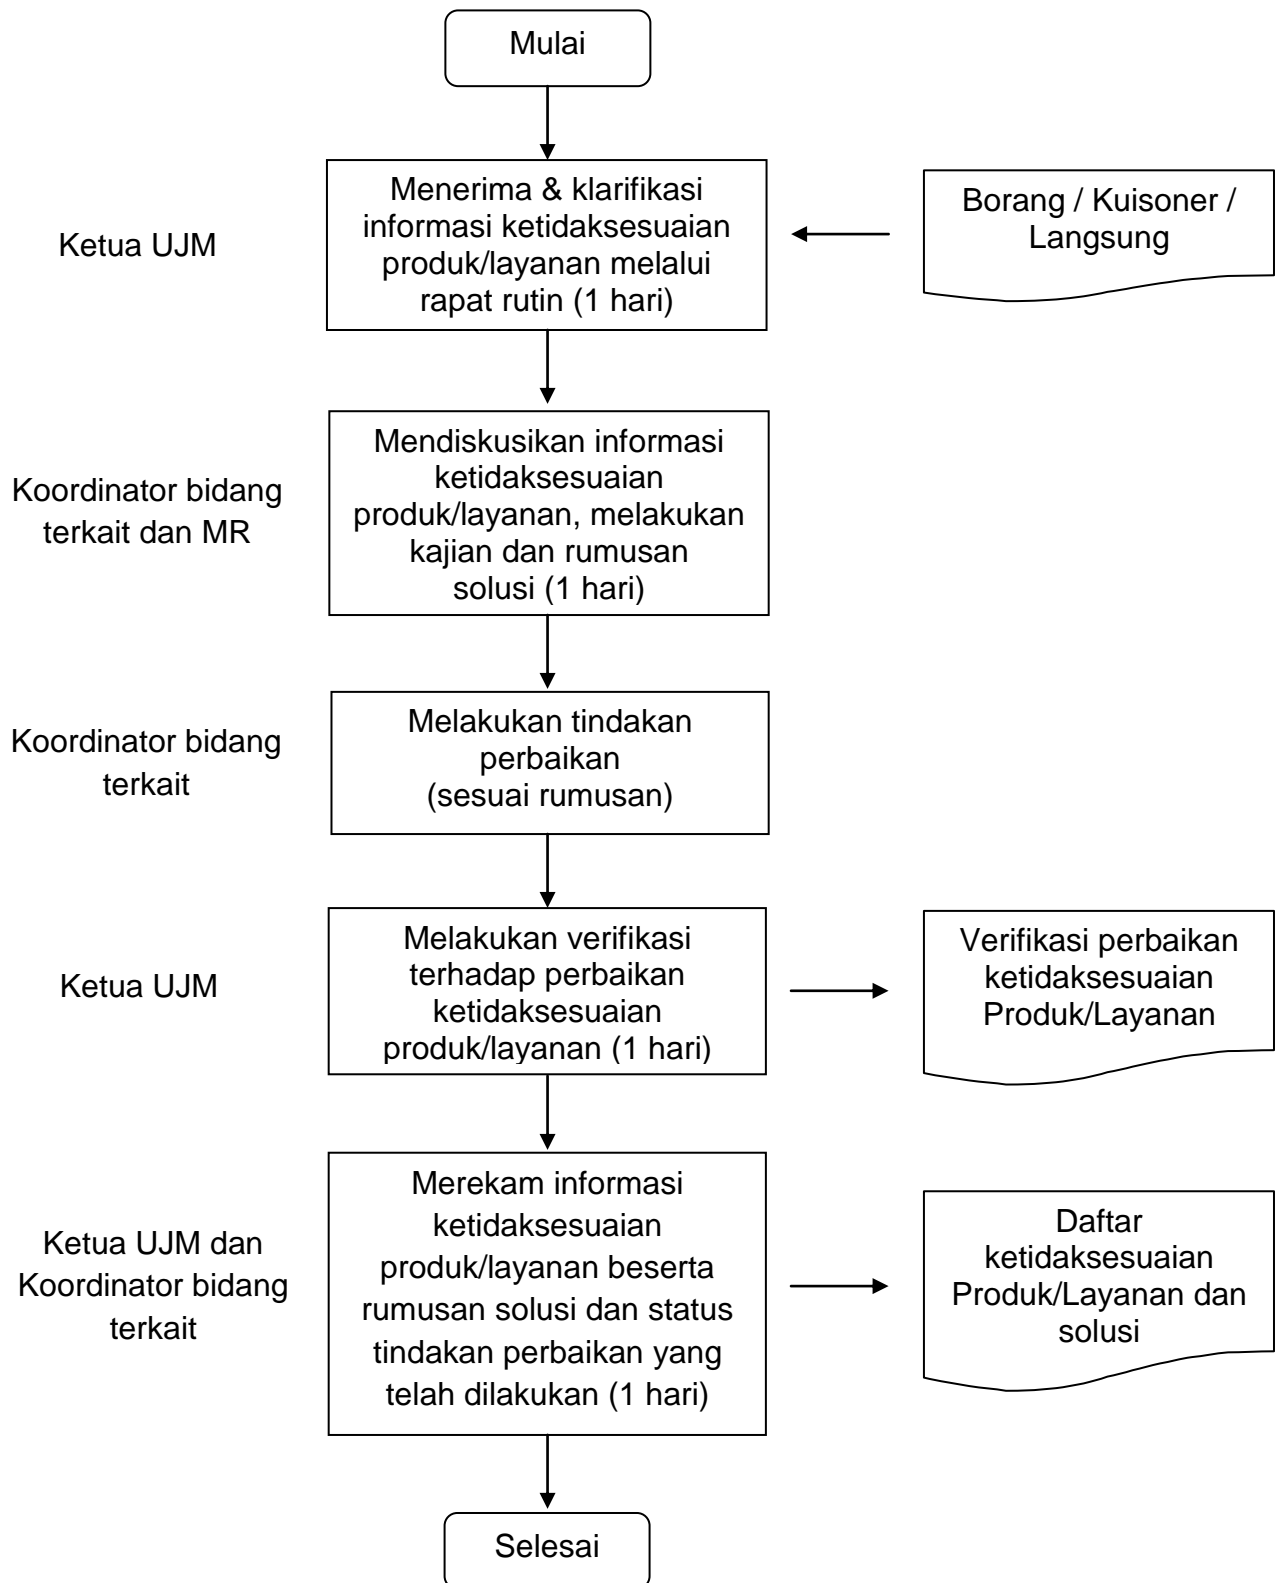 Mulai
Ketua UJM
Menerima & klarifikasi
informasi ketidaksesuaian
produk/layanan melalui
rapat rutin (1 hari)
Borang / Kuisoner /
Langsung
Koordinator bidang
terkait dan MR
Mendiskusikan informasi
ketidaksesuaian
produk/layanan, melakukan
kajian dan rumusan
solusi (1 hari)
Koordinator bidang
terkait
Melakukan tindakan
perbaikan
(sesuai rumusan)
Ketua UJM
Melakukan verifikasi
terhadap perbaikan
ketidaksesuaian
produk/layanan (1 hari)
Verifikasi perbaikan
ketidaksesuaian
Produk/Layanan
Ketua UJM dan
Koordinator bidang
terkait
Merekam informasi
ketidaksesuaian
produk/layanan beserta
rumusan solusi dan status
tindakan perbaikan yang
telah dilakukan (1 hari)
Daftar
ketidaksesuaian
Produk/Layanan dan
solusi
Selesai